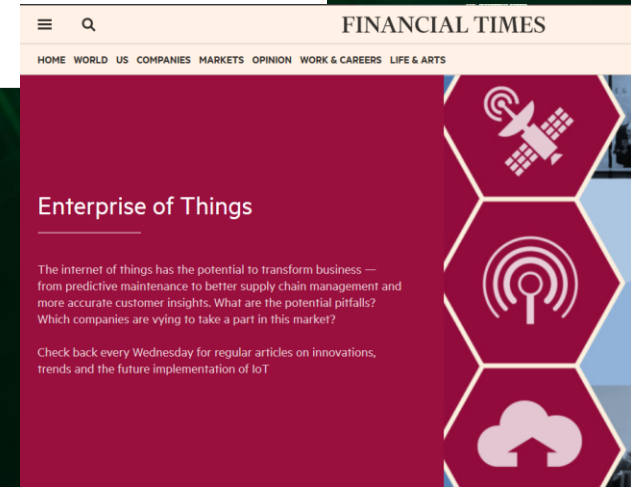 FINANCIAL TIMES
HOME WORLD US COMPANIES MARKETS OPINION WORK & CAREERS LIFE & ARTS
Enterprise of Things
The internet of things has the potential to transform business —
from predictive maintenance to better supply chain management and
more accurate customer insights. What are the potential pitfalls?
Which companies are vying to take a part in this market?
Check back every Wednesday for regular articles on innovations,
trends and the future implementation of IoT